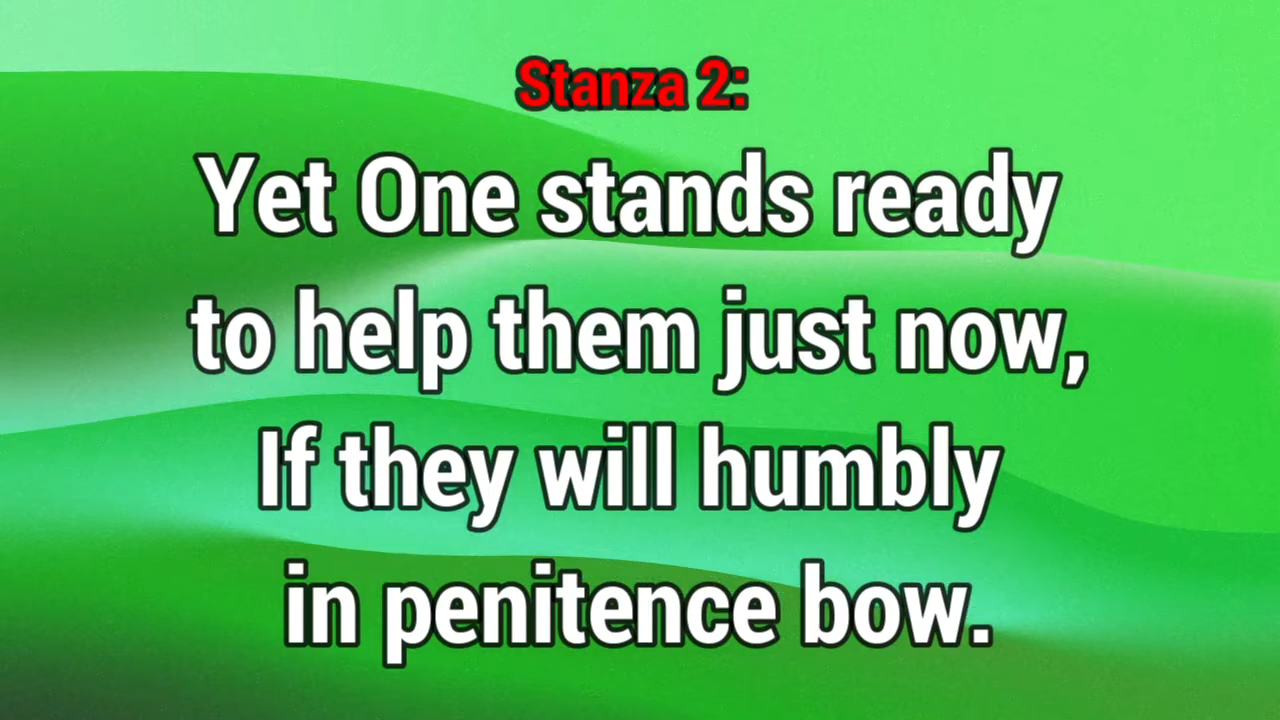 Stanza 2:
Yet One stands ready
to help them just now,
If they will humbly
in penitence bow.